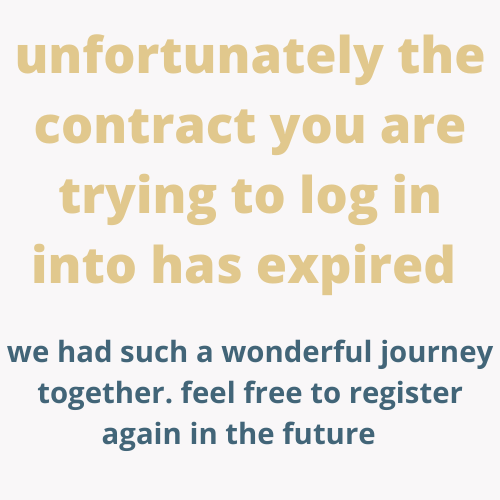 unfortunately the
contract you are
trying to log in
into has expired
we had such a wonderful journey
together. feel free to register
again in the future